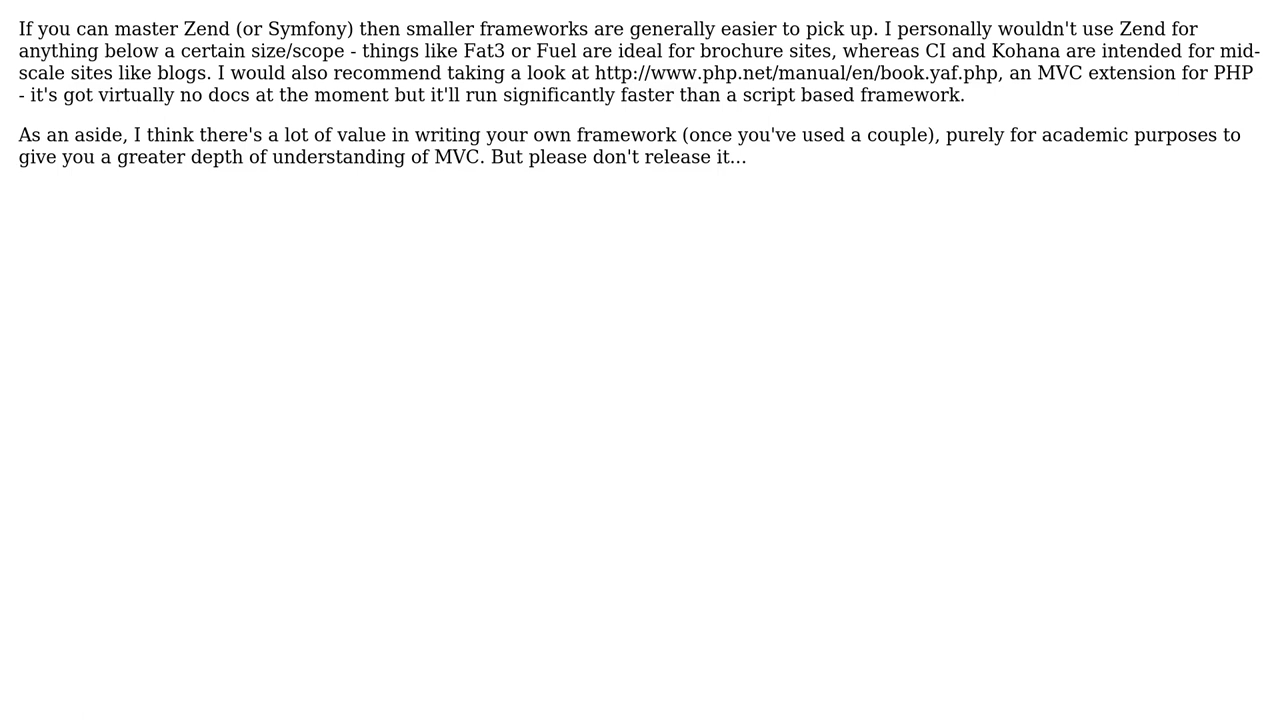 If you can master Zend (or Symfony) then smaller frameworks are generally easier to pick up. I personally wouldn't use Zend for
anything below a certain size/scope - things like Fat3 or Fuel are ideal for brochure sites, whereas CI and Kohana are intended for mid-
scale sites like blogs. I would also recommend taking a look at http://www.php.net/manual/en/book.yaf.php, an MVC extension for PHP
- it's got virtually no docs at the moment but it'll run significantly faster than a script based framework.
As an aside, I think there's a lot of value in writing your own framework (once you've used a couple), purely for academic purposes to
give you a greater depth of understanding of MVC. But please don't release it...